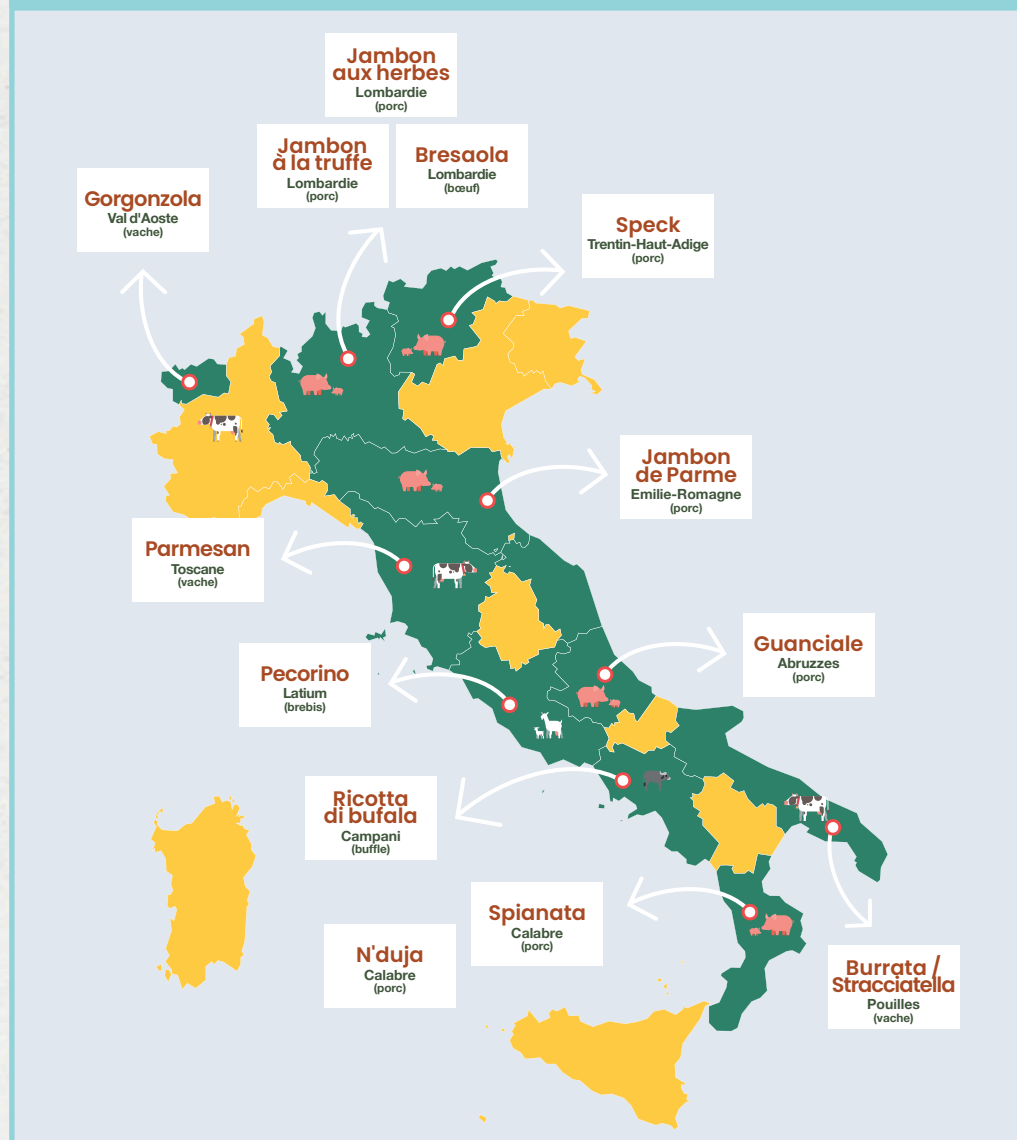 Jambon
aux herbes
Lombardie
(porc)
Jambon
à la truffe
Lombardie
(porc)
Bresaola
Lombardie
(bœuf)
Gorgonzola
Val d'Aoste
(vache)
Speck
Trentin-Haut-Adige
(porc)
Jambon
de Parme
Emilie-Romagne
(porc)
Parmesan
Toscane
(vache)
Guanciale
Abruzzes
(porc)
Pecorino
Latium
(brebis)
Ricotta
di bufala
Campani
(buffle)
Spianata
Calabre
(porc)
N'duja
Calabre
(porc)
Burrata /
Stracciatella
Pouilles
(vache)